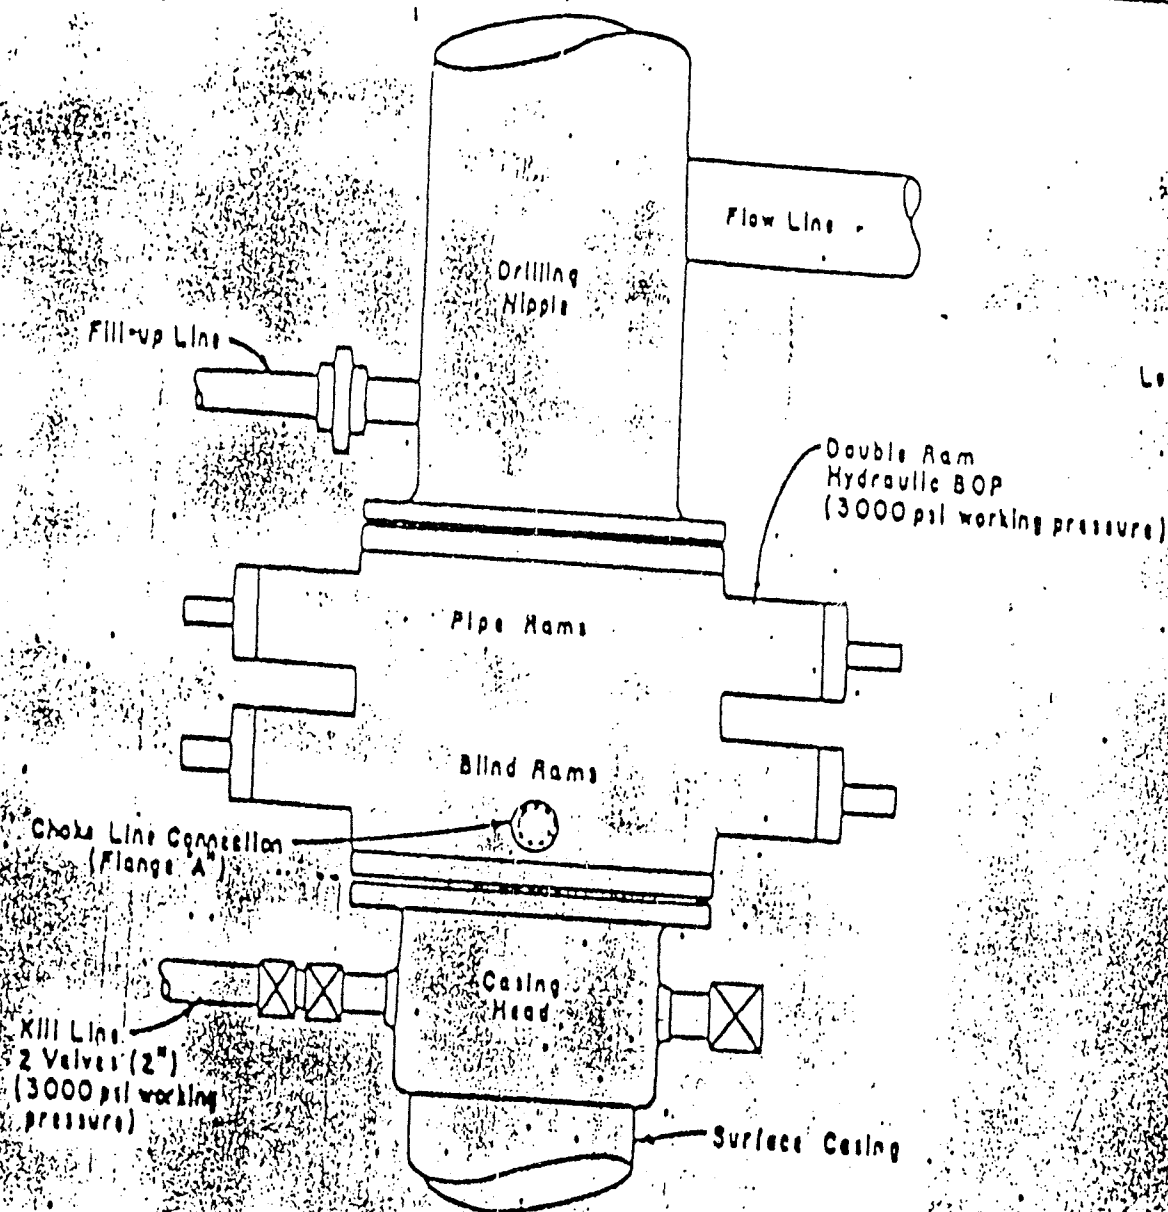 Flow Line
Drilling
Nipple
Fill-up Line
Double Ram
Hydraulic BOP
(3000 psi working pressure)
Pipe Rams
Blind Rams
Choke Line Connection
(Flange "A")
Casing
Head
Kill Line
2 Valves (2")
(3000 psi working
pressure)
Surface Casing